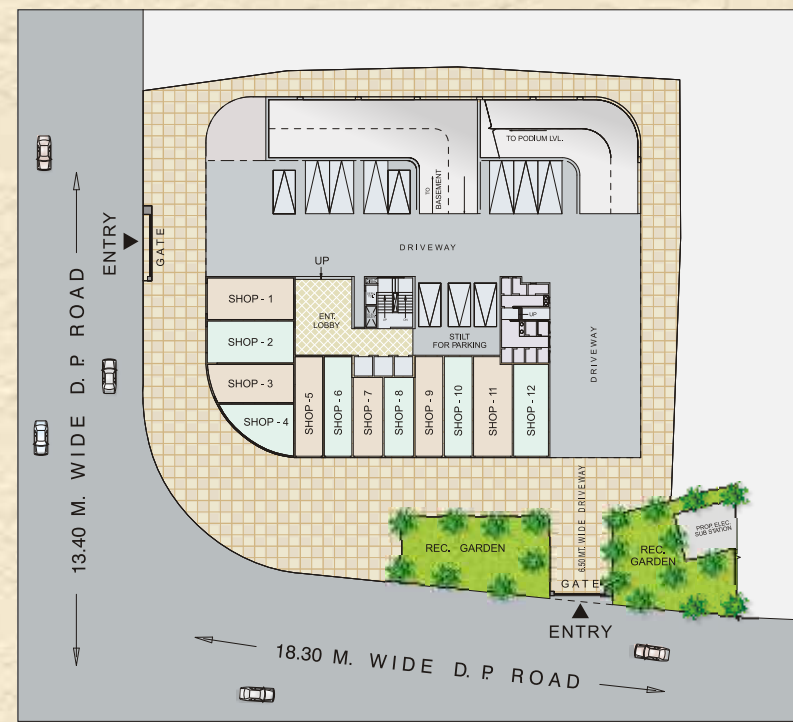 TO PODIUM LVL.
TO
BASEMENT
DRIVEWAY
ENTRY
GATE
UP
SHOP - 1
ENT.
LOBBY
SHOP - 2
STILT
FOR PARKING
UP
DRIVEWAY
SHOP - 3
SHOP - 4
SHOP - 5
SHOP - 6
SHOP - 7
SHOP - 8
SHOP - 9
SHOP - 10
SHOP - 11
SHOP - 12
13.40 M. WIDE D. P. ROAD
6.50 MT. WIDE DRIVEWAY
REC. GARDEN
REC.
GARDEN
PROP. ELEC.
SUB STATION
GATE
ENTRY
18.30 M. WIDE D. P. ROAD